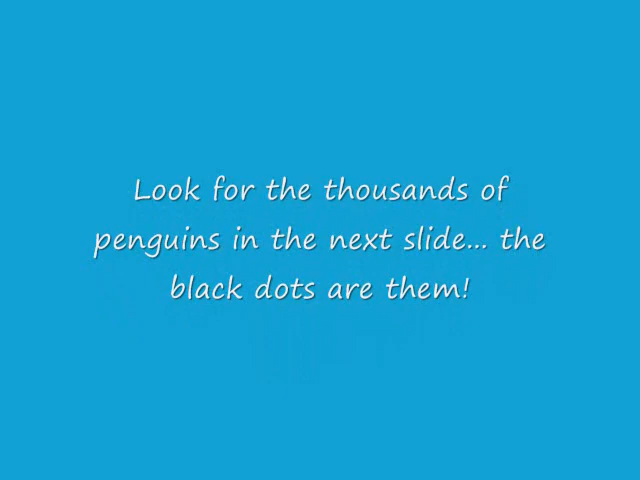 Look for the thousands of
penguins in the next slide... the
black dots are them!